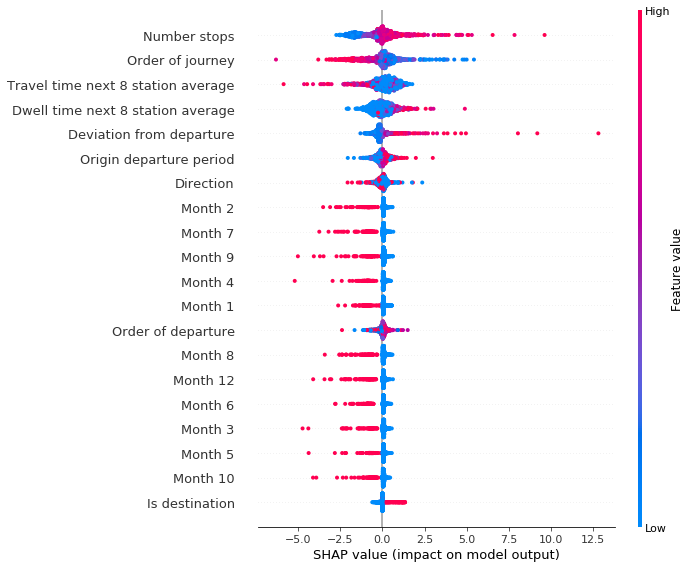 High
Number stops
Order of journey
Travel time next 8 station average
Dwell time next 8 station average
Deviation from departure
Origin departure period
Direction
Month 2
Month 7
Month 9
Month 4
Month 1
Order of departure
Month 8
Month 12
Month 6
Month 3
Month 5
Month 10
Is destination
Low
Feature value
−5.0 −2.5 0.0 2.5 5.0 7.5 10.0 12.5
SHAP value (impact on model output)